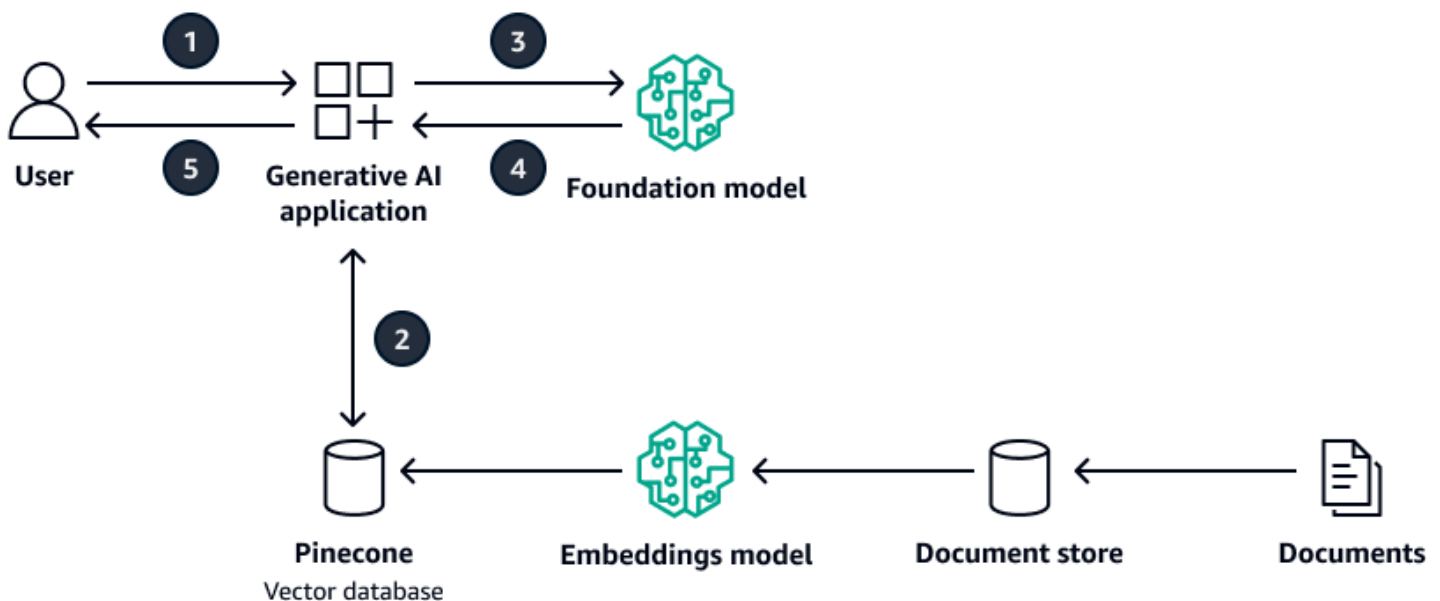 1
3
5
4
User
Generative AI
application
Foundation model
2
Pinecone
Vector database
Embeddings model
Document store
Documents